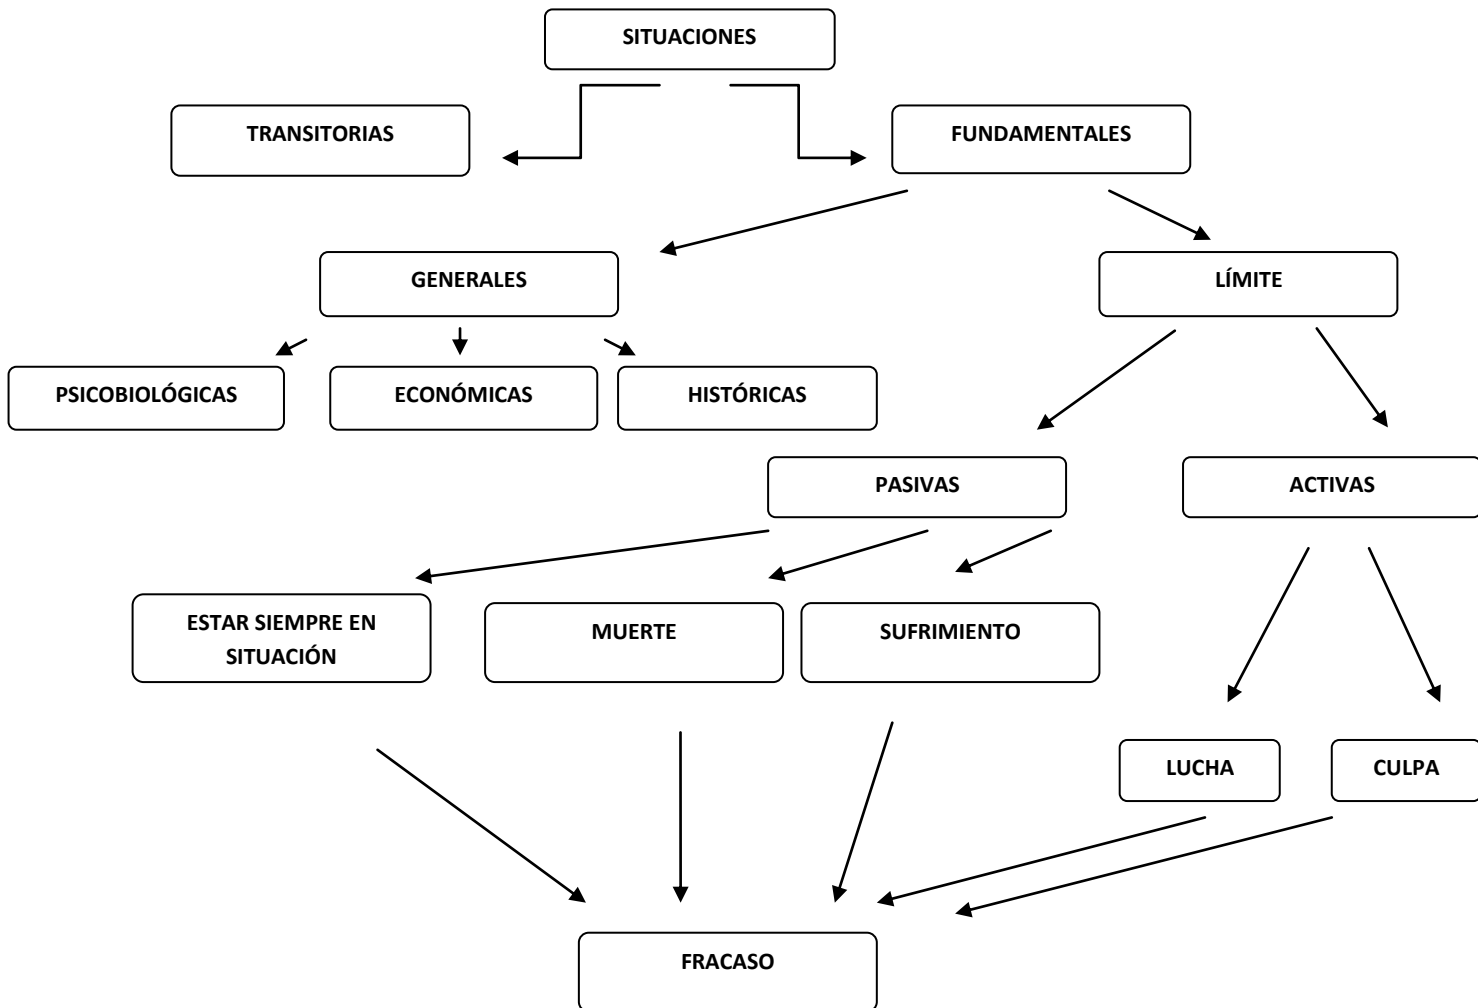 SITUACIONES
TRANSITORIAS
FUNDAMENTALES
GENERALES
LÍMITE
PSICOBIOLÓGICAS
ECONÓMICAS
HISTÓRICAS
PASIVAS
ACTIVAS
ESTAR SIEMPRE EN
SITUACIÓN
MUERTE
SUFRIMIENTO
LUCHA
CULPA
FRACASO